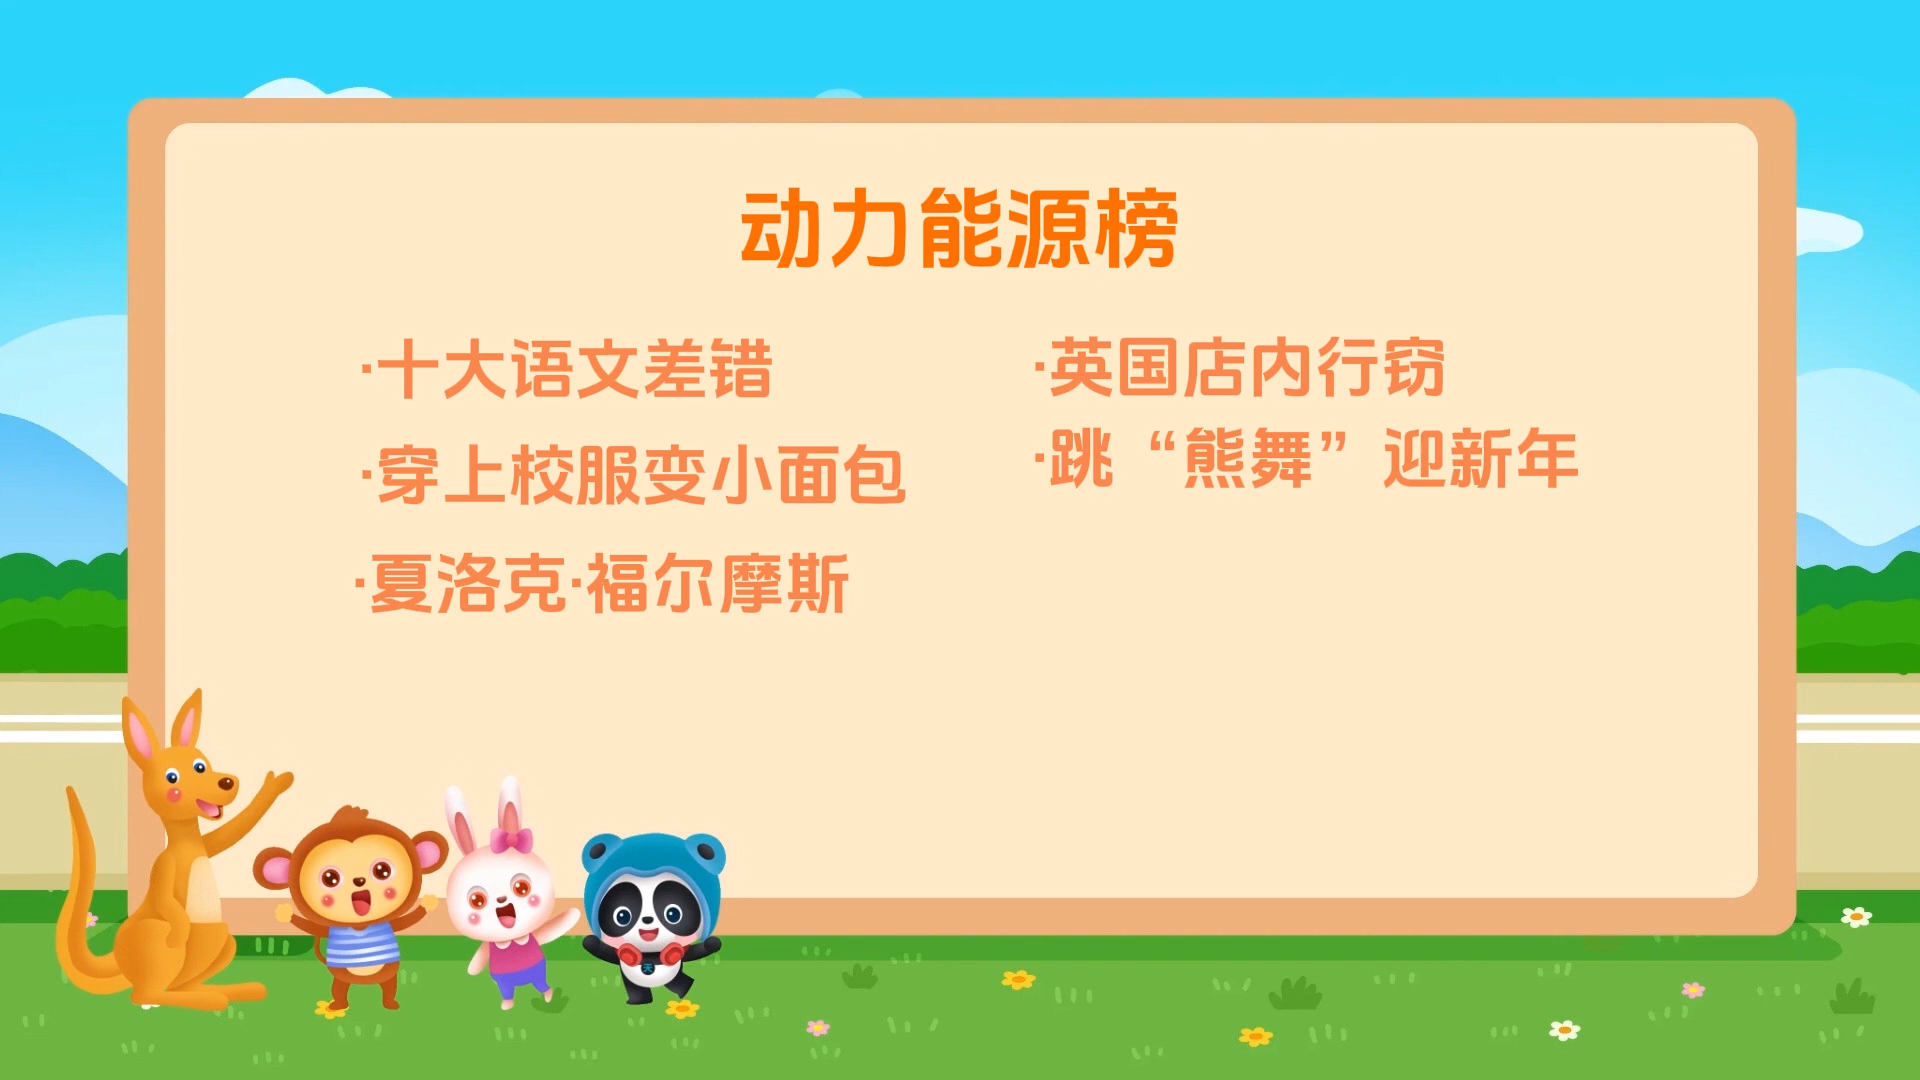 动力能源榜
·十大语文差错
·穿上校服变小面包
·夏洛克·福尔摩斯
·英国店内行窃
·跳“熊舞”迎新年